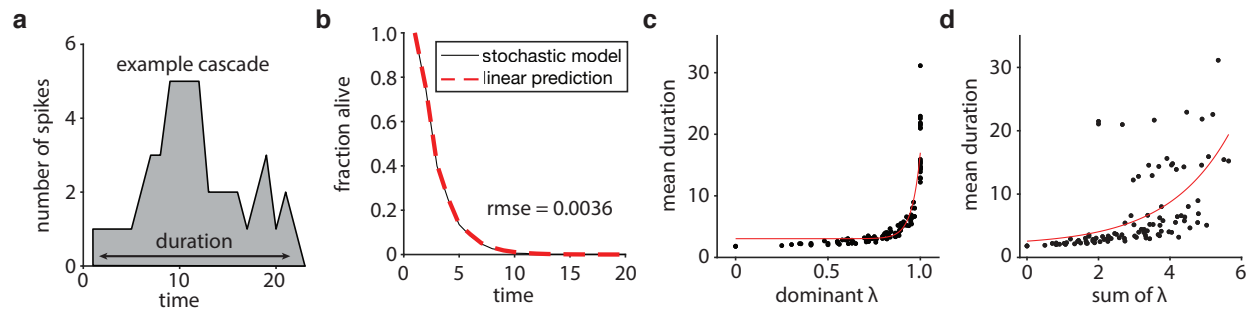 a
number of spikes
6
4
2
0
example cascade
duration
0
10
20
time
b
fraction alive
1.0
0.8
0.6
0.4
0.2
0
stochastic model
linear prediction
rmse = 0.0036
0
5
10
15
20
time
c
mean duration
30
20
10
0
0
0.5
1.0
dominant λ
d
mean duration
30
20
10
0
0
2
4
6
sum of λ